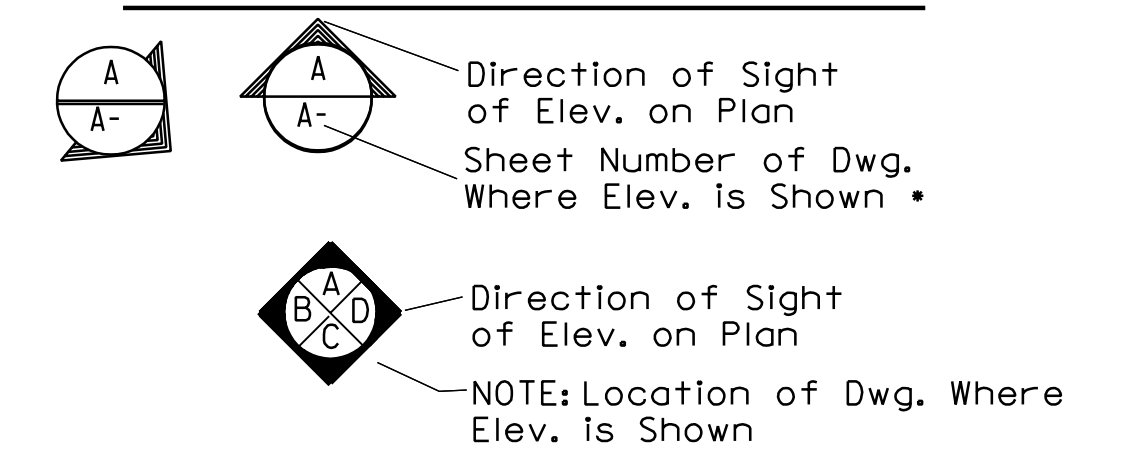 A
A-
A
A-
Direction of Sight
of Elev. on Plan
Sheet Number of Dwg.
Where Elev. is Shown *
A
B D
C
Direction of Sight
of Elev. on Plan
NOTE: Location of Dwg. Where
Elev. is Shown